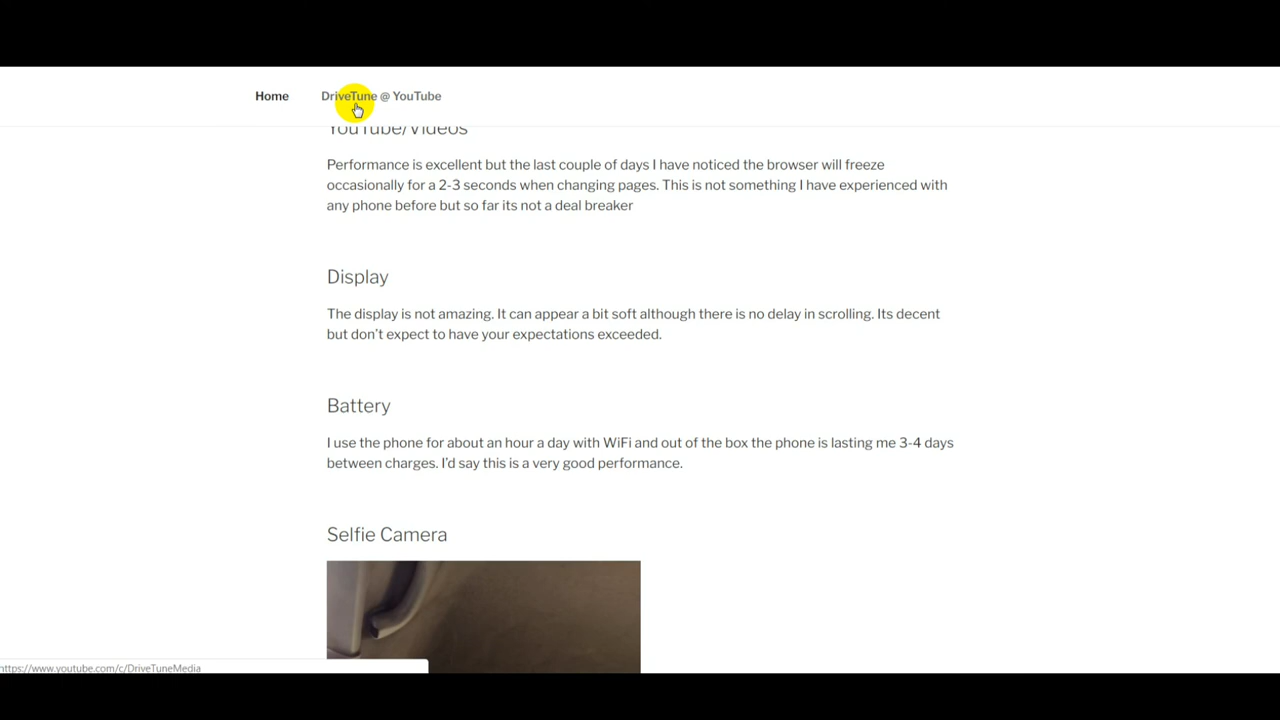 Home DriveTune @ YouTube
YouTube/Videos
Performance is excellent but the last couple of days I have noticed the browser will freeze
occasionally for a 2-3 seconds when changing pages. This is not something I have experienced with
any phone before but so far its not a deal breaker
Display
The display is not amazing. It can appear a bit soft although there is no delay in scrolling. Its decent
but don’t expect to have your expectations exceeded.
Battery
I use the phone for about an hour a day with WiFi and out of the box the phone is lasting me 3-4 days
between charges. I’d say this is a very good performance.
Selfie Camera
https://www.youtube.com/c/DriveTuneMedia